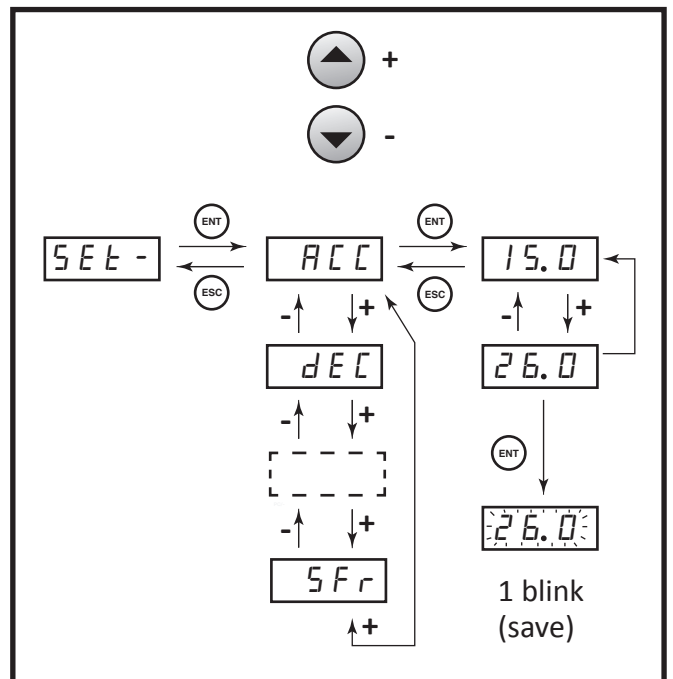 +
-
ENT
ENT
SEt-
ACC
15.0
ESC
ESC
- +
- +
dEC
26.0
- +
ENT
- +
26.0
SFr
1 blink
(save)
+